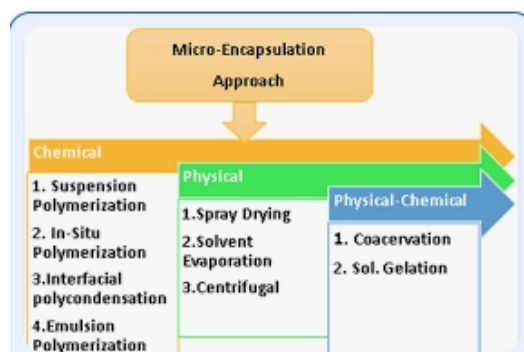 Micro-Encapsulation
Approach
Chemical
1. Suspension
Polymerization
2. In-Situ
Polymerization
3.Interfacial
polycondensation
4.Emulsion
Polymerization
Physical
1.Spray Drying
2.Solvent
Evaporation
3.Centrifugal
Physical-Chemical
1. Coacervation
2. Sol. Gelation